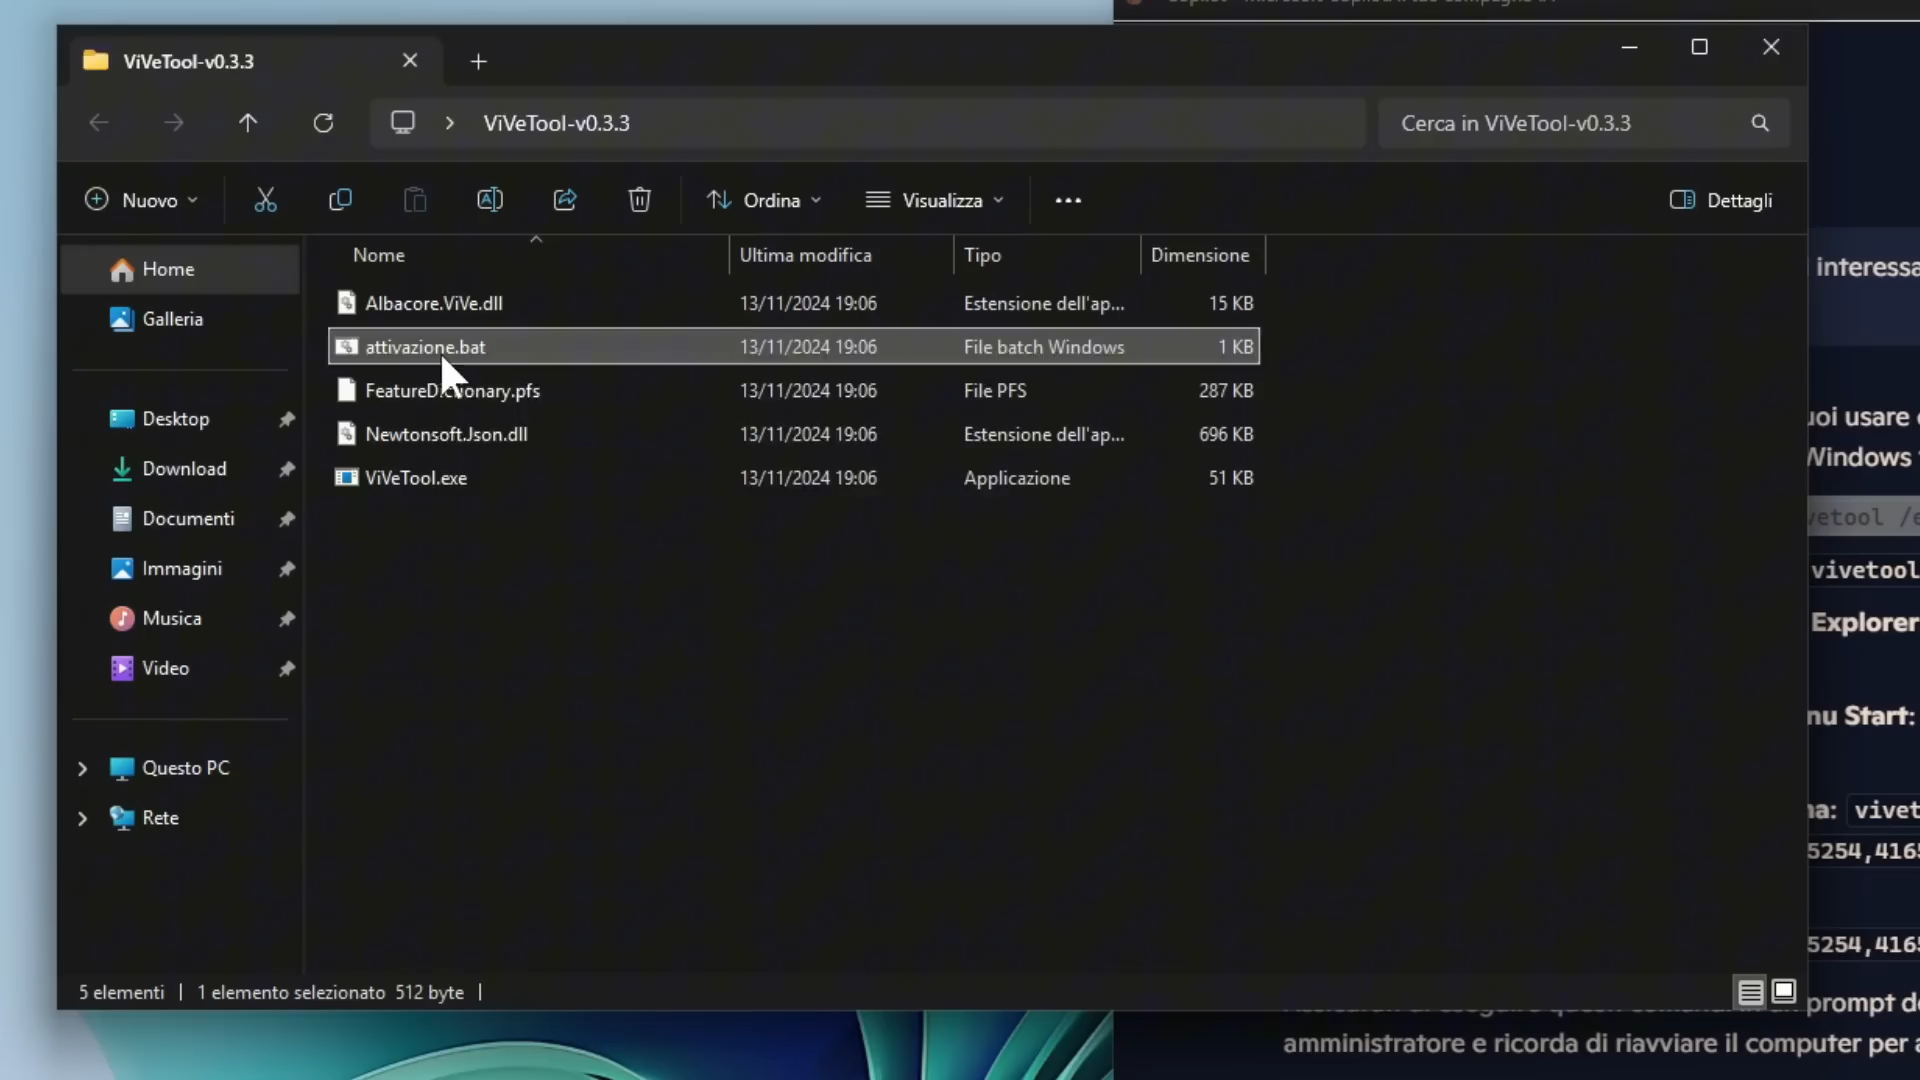 ViVeTool-v0.3.3
ViVeTool-v0.3.3
Cerca in ViVeTool-v0.3.3
Nuovo
Ordina
Visualizza
Dettagli
Nome
Ultima modifica
Tipo
Dimensione
Albacore.ViVe.dll 13/11/2024 19:06 Estensione dell'ap... 15 KB
attivazione.bat 13/11/2024 19:06 File batch Windows 1 KB
FeatureDictionary.pfs 13/11/2024 19:06 File PFS 287 KB
Newtonsoft.Json.dll 13/11/2024 19:06 Estensione dell'ap... 696 KB
ViVeTool.exe 13/11/2024 19:06 Applicazione 51 KB
Home
Galleria
Desktop
Download
Documenti
Immagini
Musica
Video
Questo PC
Rete
5 elementi
1 elemento selezionato 512 byte
interessa
uoi usare
Windows
vetool /e
vivetool
Explorer
nu Start:
na: vivet
5254,416
5254,416
prompt d
amministratore e ricorda di riavviare il computer per a